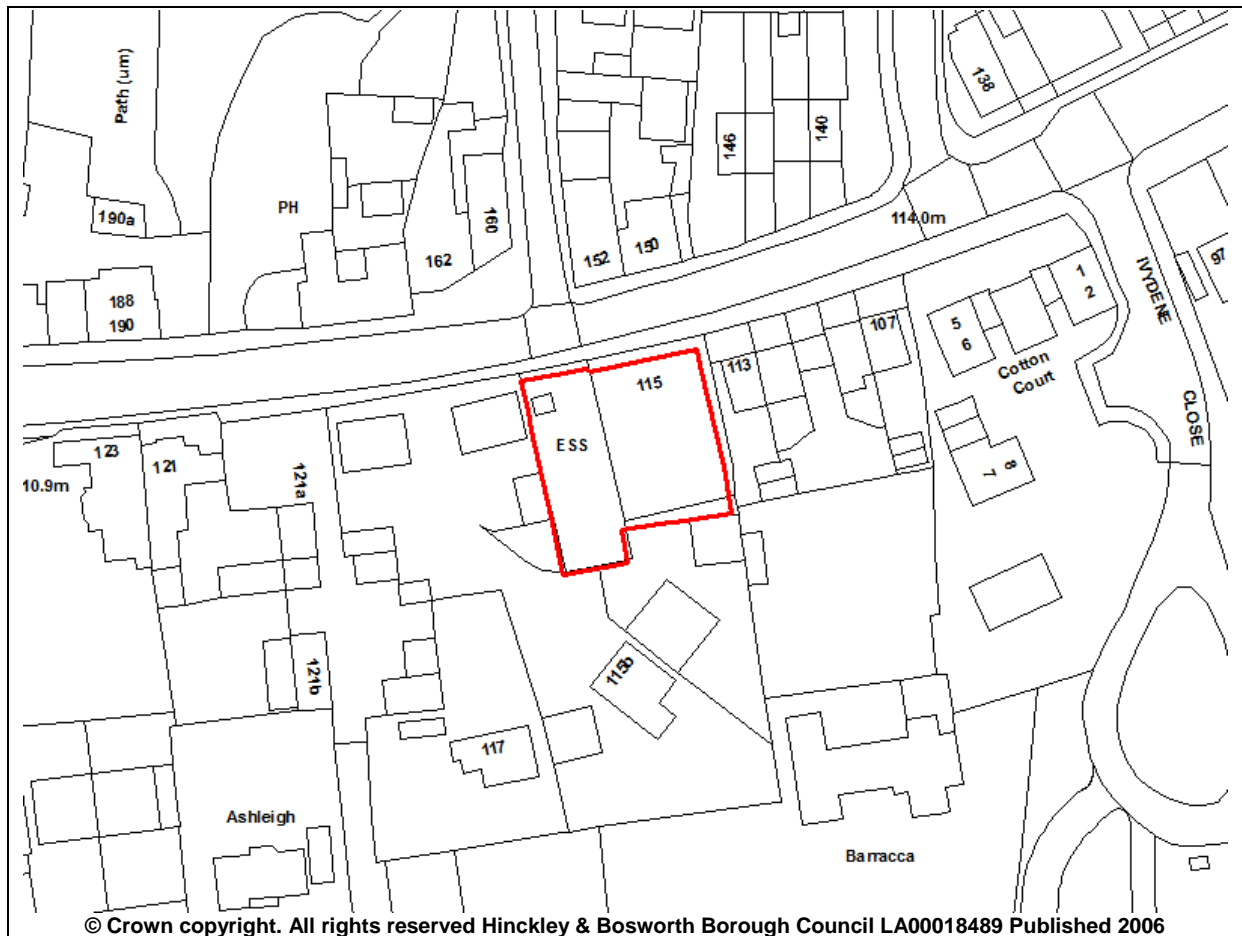 138
Path (um)
146
140
190a
PH
160
114.0m
162
152
150
1
2
IVYDENE
97
188
190
5
6
107
Cotton
Court
115
113
CLOSE
ESS
123
121
121a
8
7
10.9m
121b
115b
117
Ashleigh
Barracca
© Crown copyright. All rights reserved Hinckley & Bosworth Borough Council LA00018489 Published 2006